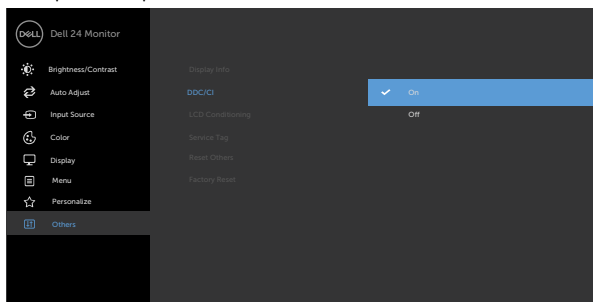 DELL Dell 24 Monitor
Brightness/Contrast
Auto Adjust
Input Source
Color
Display
Menu
Personalize
Others
Display Info
DDC/CI
LCD Conditioning
Service Tag
Reset Others
Factory Reset
On
Off